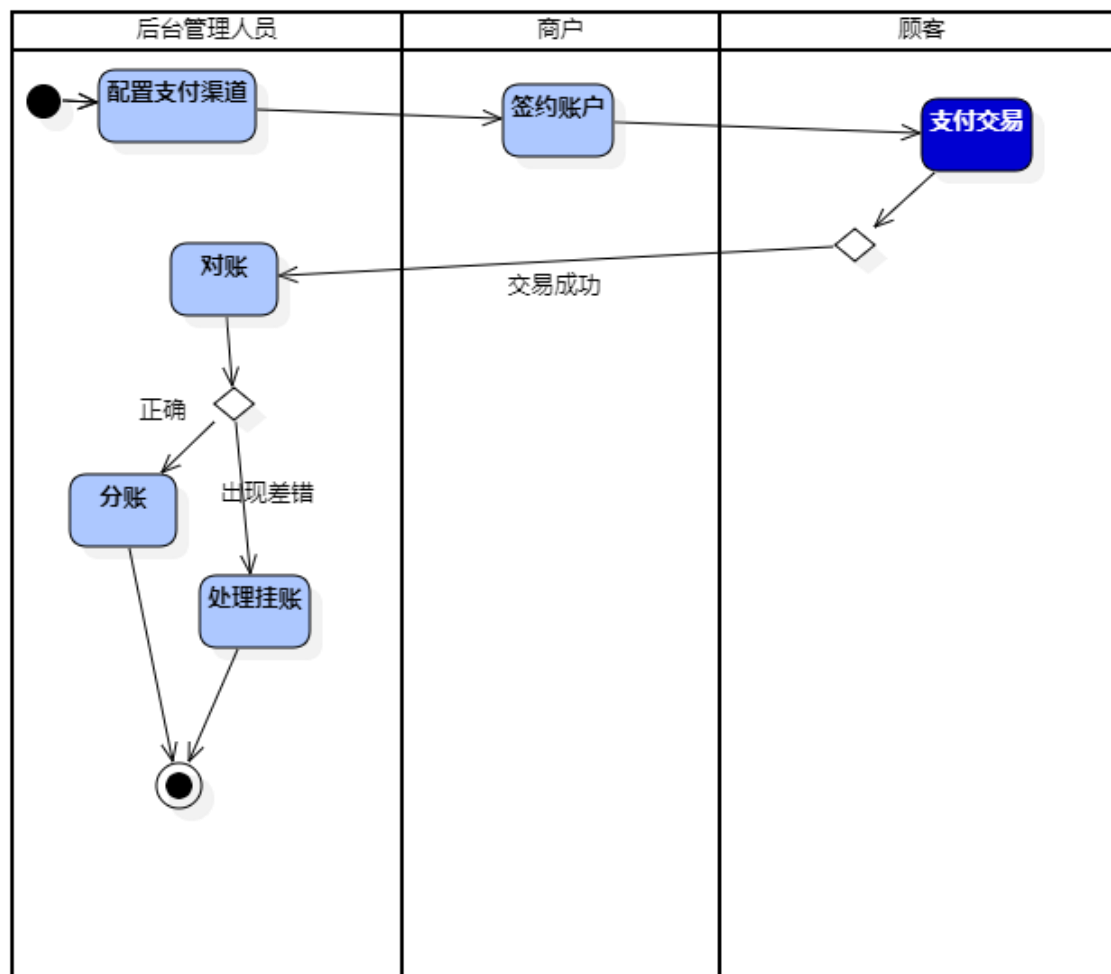 后台管理人员
商户
顾客
配置支付渠道
签约账户
支付交易
对账
交易成功
正确
分账
出现差错
处理挂账